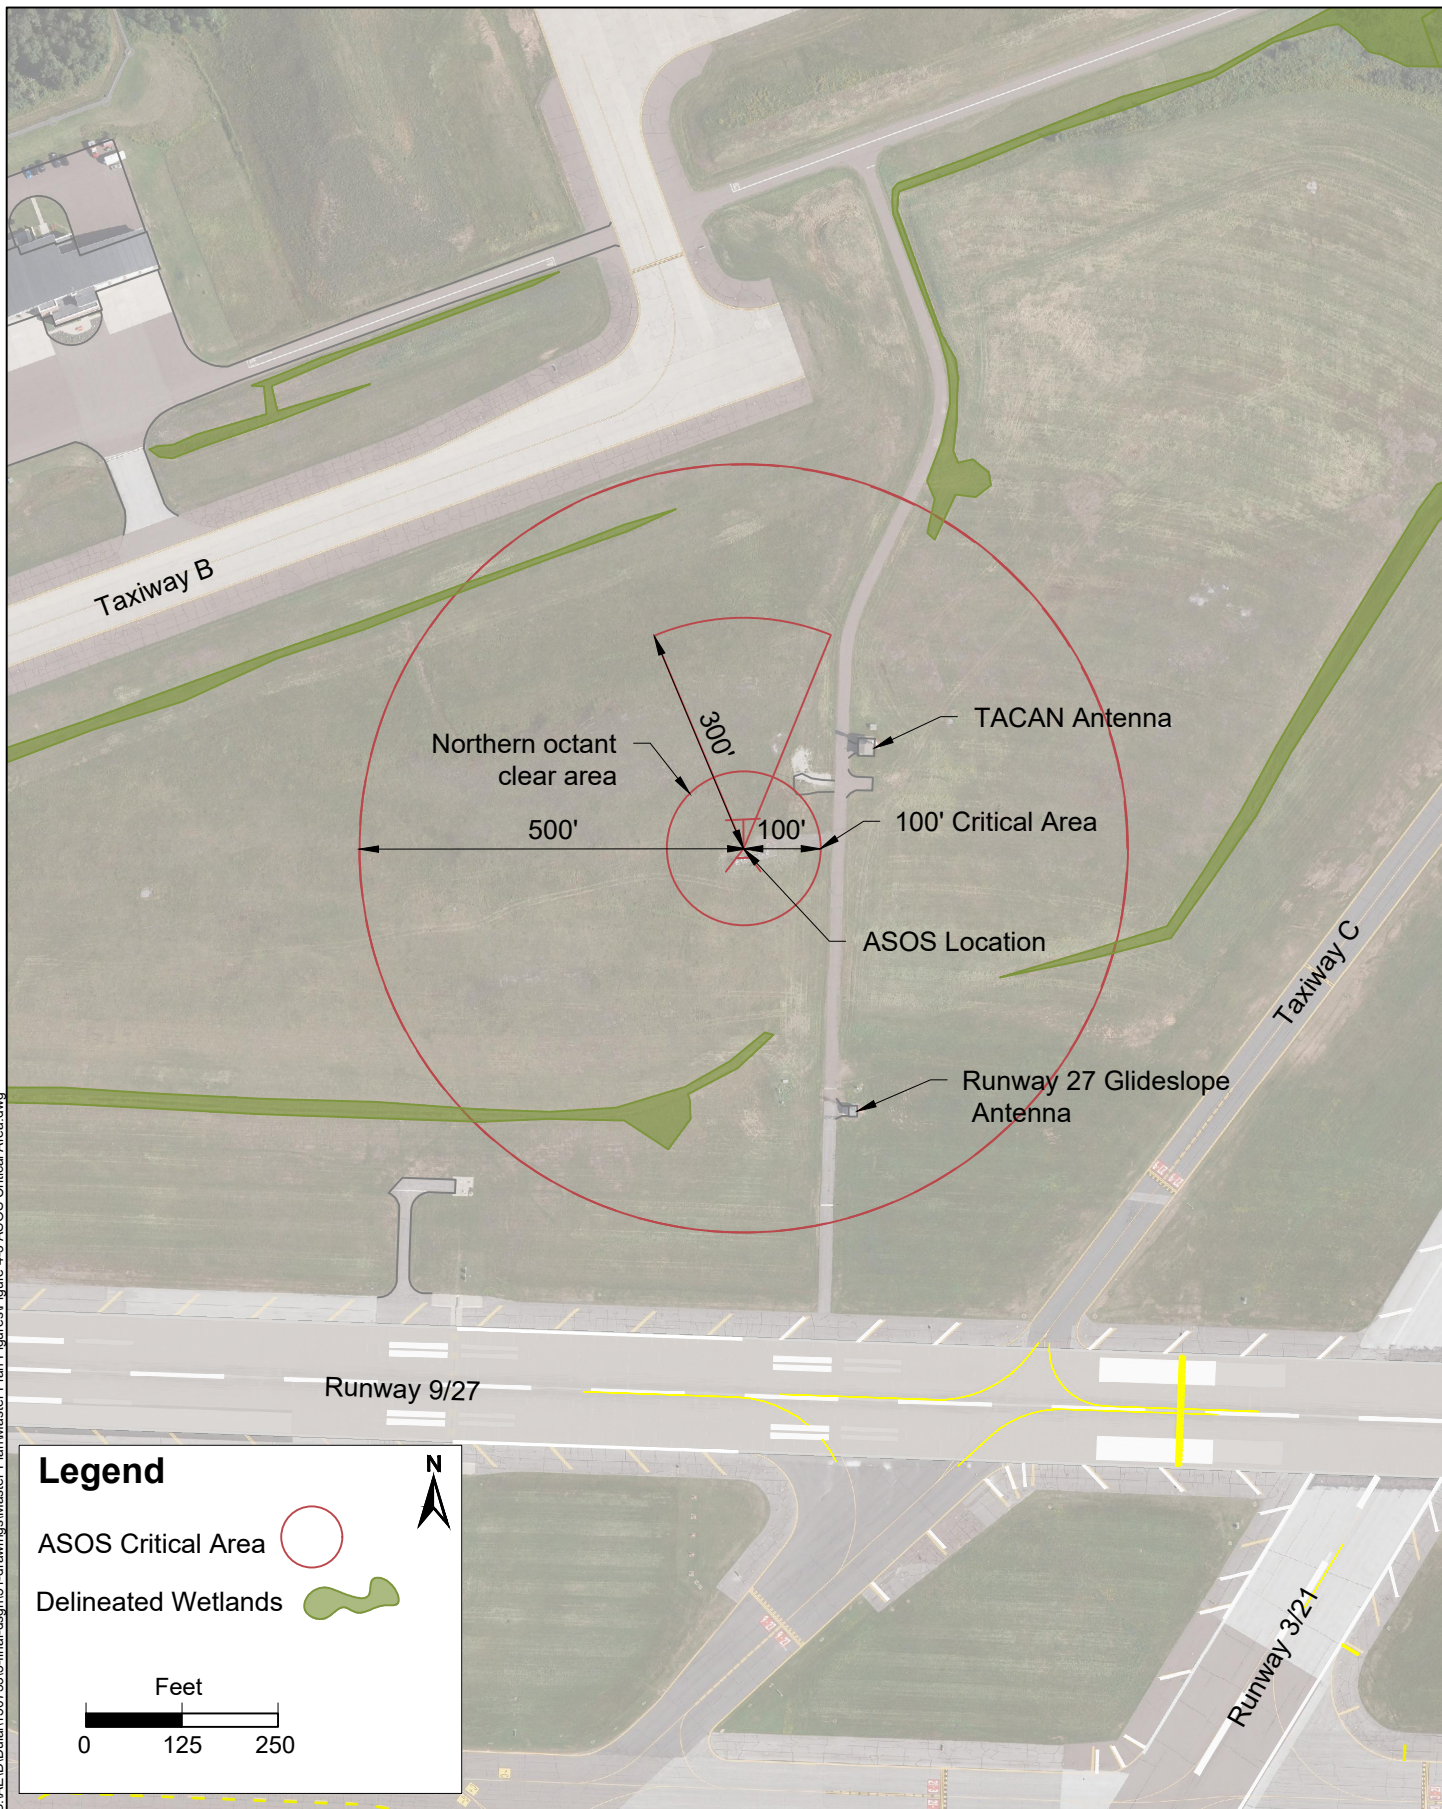 Taxiway B
300'
TACAN Antenna
Northern octant
clear area
500'
100'
100' Critical Area
ASOS Location
Taxiway C
Runway 27 Glideslope
Antenna
Runway 9/27
Runway 3/21
Legend
N
ASOS Critical Area
Delineated Wetlands
Feet
0 125 250